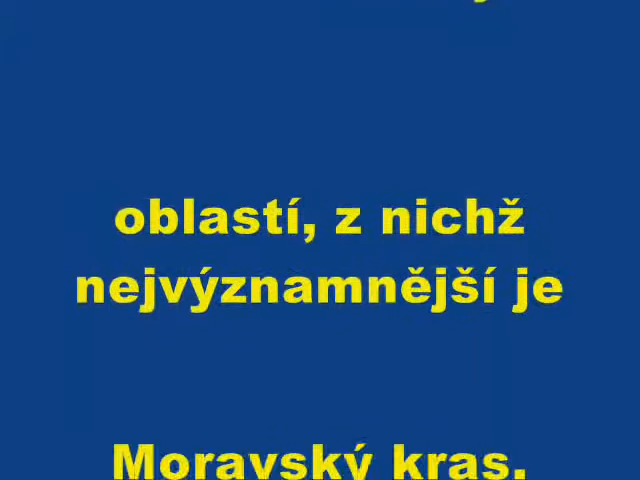 oblastí, z nichž
nejvýznamnější je
Moravský kras.